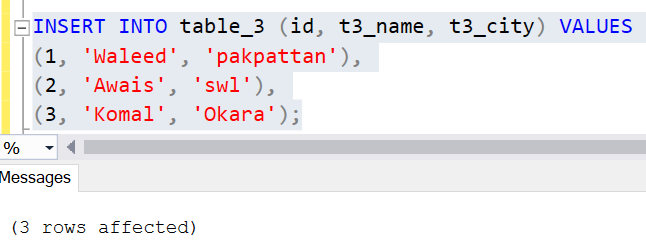 INSERT INTO table_3 (id, t3_name, t3_city) VALUES
(1, 'Waleed', 'pakpattan'),
(2, 'Awais', 'swl'),
(3, 'Komal', 'Okara');
%
Messages
(3 rows affected)